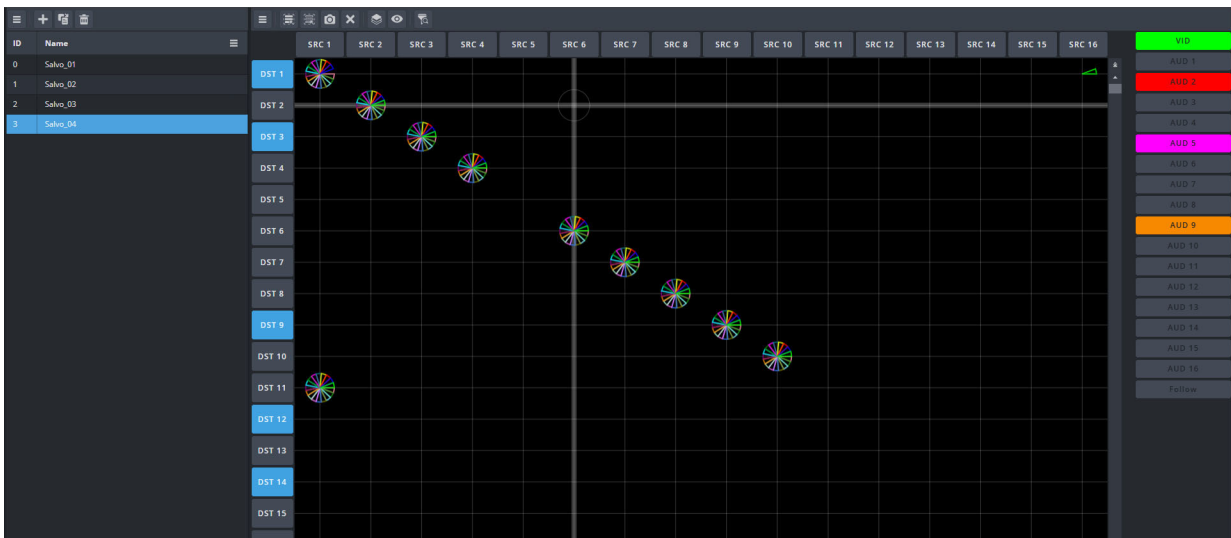 ID Name
0 Salvo_01
1 Salvo_02
2 Salvo_03
3 Salvo_04
SRC 1 SRC 2 SRC 3 SRC 4 SRC 5 SRC 6 SRC 7 SRC 8 SRC 9 SRC 10 SRC 11 SRC 12 SRC 13 SRC 14 SRC 15 SRC 16
DST 1
DST 2
DST 3
DST 4
DST 5
DST 6
DST 7
DST 8
DST 9
DST 10
DST 11
DST 12
DST 13
DST 14
DST 15
VID
AUD 1
AUD 2
AUD 3
AUD 4
AUD 5
AUD 6
AUD 7
AUD 8
AUD 9
AUD 10
AUD 11
AUD 12
AUD 13
AUD 14
AUD 15
AUD 16
Follow